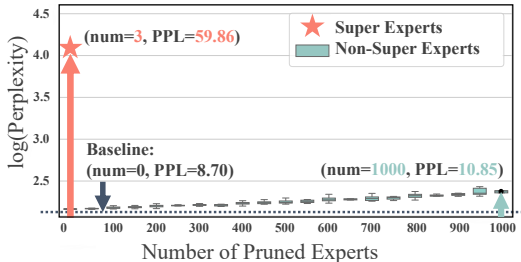 4.5
4.0
3.5
3.0
2.5
log(Perplexity)
(num=3, PPL=59.86)
Super Experts
Non-Super Experts
Baseline:
(num=0, PPL=8.70)
(num=1000, PPL=10.85)
0 100 200 300 400 500 600 700 800 900 1000
Number of Pruned Experts